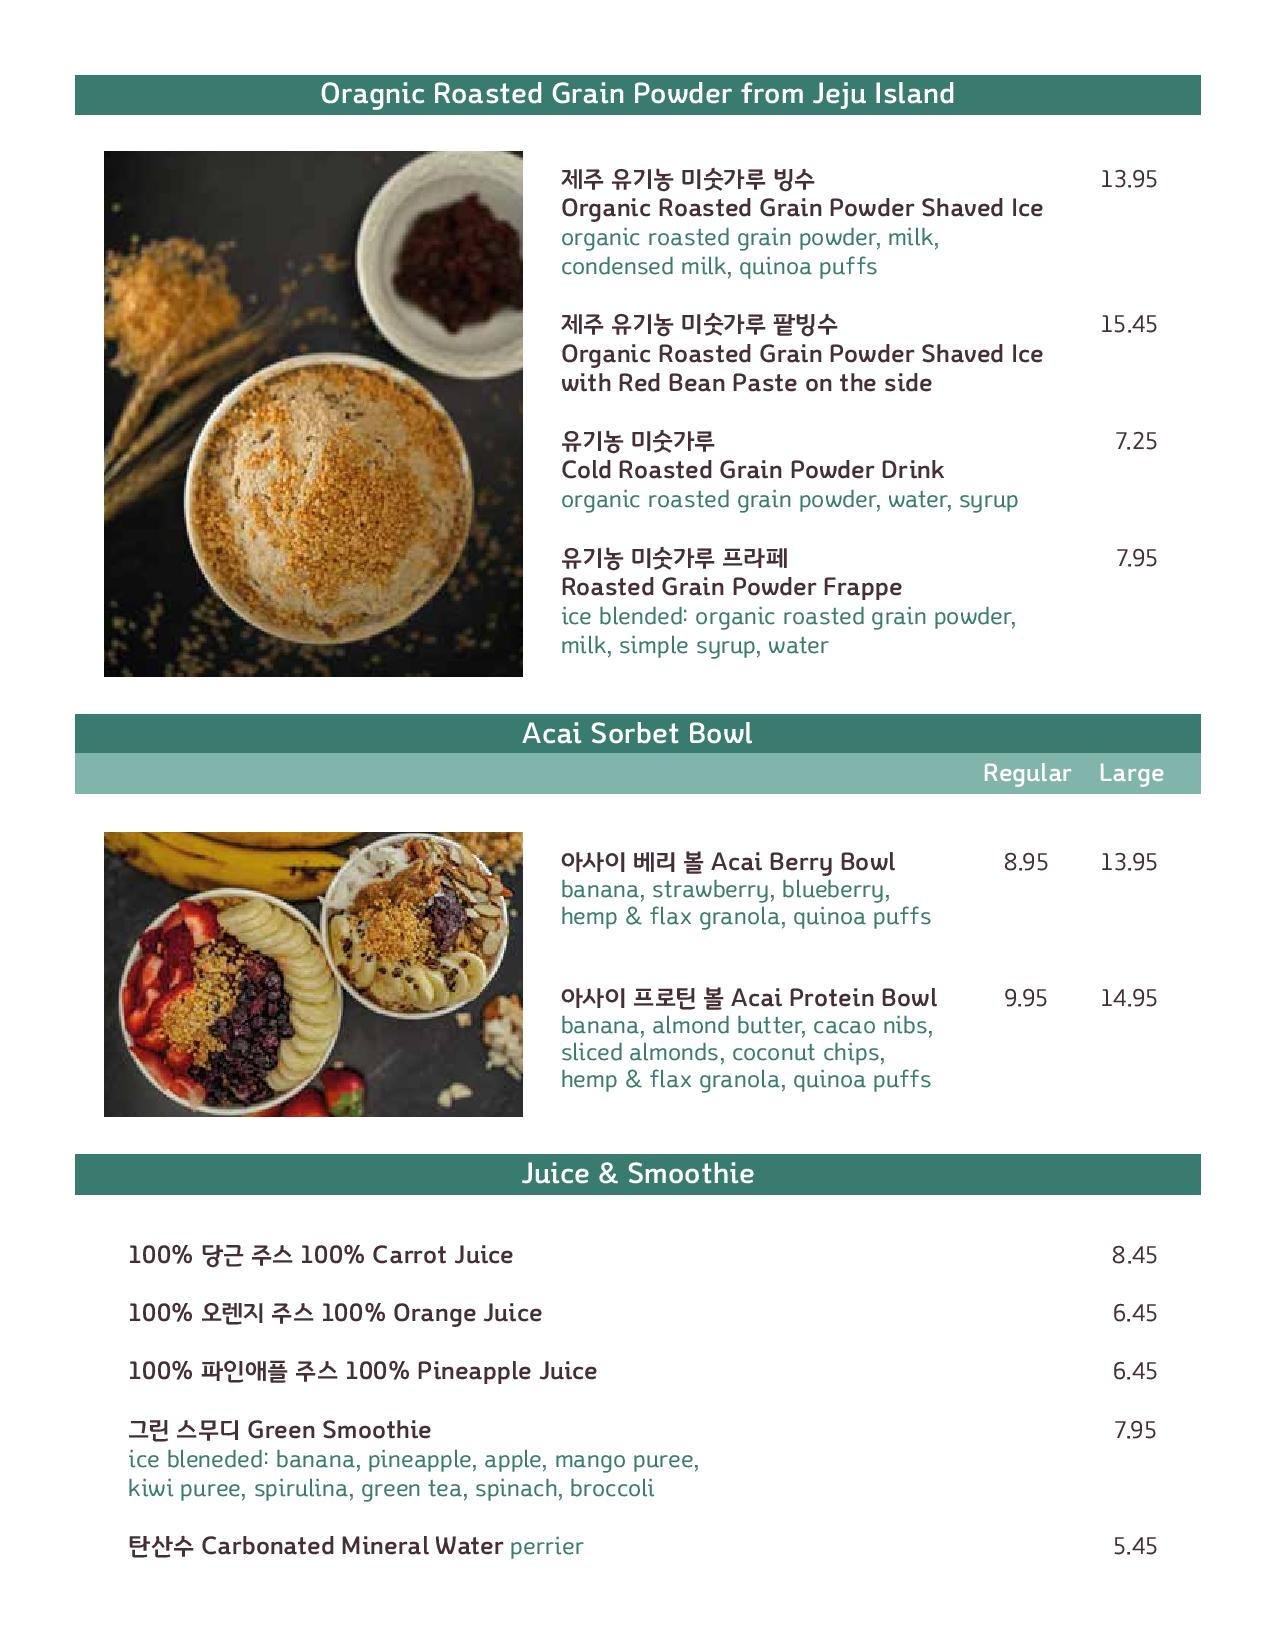 Oragnic Roasted Grain Powder from Jeju Island
제주 유기농 미숫가루 빙수 13.95
Organic Roasted Grain Powder Shaved Ice
organic roasted grain powder, milk,
condensed milk, quinoa puffs
제주 유기농 미숫가루 팥빙수 15.45
Organic Roasted Grain Powder Shaved Ice
with Red Bean Paste on the side
유기농 미숫가루 7.25
Cold Roasted Grain Powder Drink
organic roasted grain powder, water, syrup
유기농 미숫가루 프라페 7.95
Roasted Grain Powder Frappe
ice blended: organic roasted grain powder,
milk, simple syrup, water
Acai Sorbet Bowl
Regular Large
아사이 베리 볼 Acai Berry Bowl 8.95 13.95
banana, strawberry, blueberry,
hemp & flax granola, quinoa puffs
아사이 프로틴 볼 Acai Protein Bowl 9.95 14.95
banana, almond butter, cacao nibs,
sliced almonds, coconut chips,
hemp & flax granola, quinoa puffs
Juice & Smoothie
100% 당근 주스 100% Carrot Juice 8.45
100% 오렌지 주스 100% Orange Juice 6.45
100% 파인애플 주스 100% Pineapple Juice 6.45
그린 스무디 Green Smoothie 7.95
ice bleneded: banana, pineapple, apple, mango puree,
kiwi puree, spirulina, green tea, spinach, broccoli
탄산수 Carbonated Mineral Water perrier 5.45